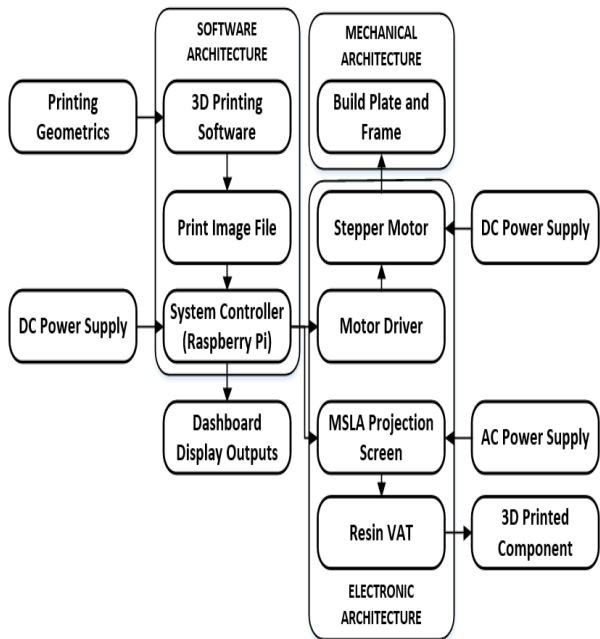 SOFTWARE
ARCHITECTURE
MECHANICAL
ARCHITECTURE
Printing
Geometrics
3D Printing
Software
Build Plate and
Frame
Print Image File
Stepper Motor
DC Power Supply
DC Power Supply
System Controller
(Raspberry Pi)
Motor Driver
Dashboard
Display Outputs
MSLA Projection
Screen
AC Power Supply
Resin VAT
3D Printed
Component
ELECTRONIC
ARCHITECTURE